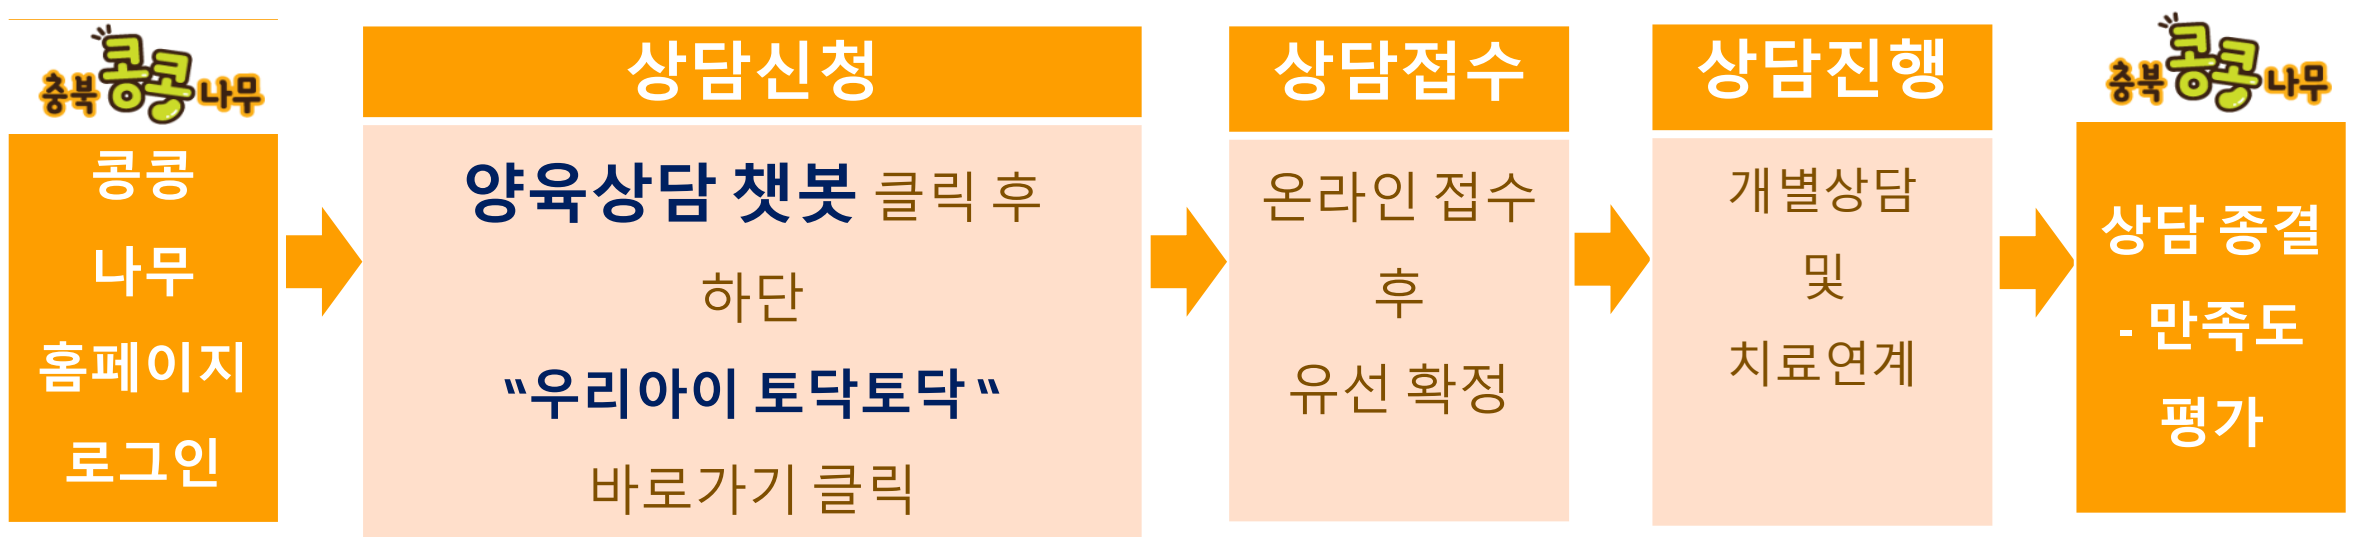 충북콩콩나무
콩콩
나무
홈페이지
로그인
상담신청
양육상담 챗봇 클릭 후
하단
“우리아이 토닥토닥 “
바로가기 클릭
상담접수
온라인 접수
후
유선 확정
상담진행
개별상담
및
치료연계
충북콩콩나무
상담 종결
- 만족도
평가